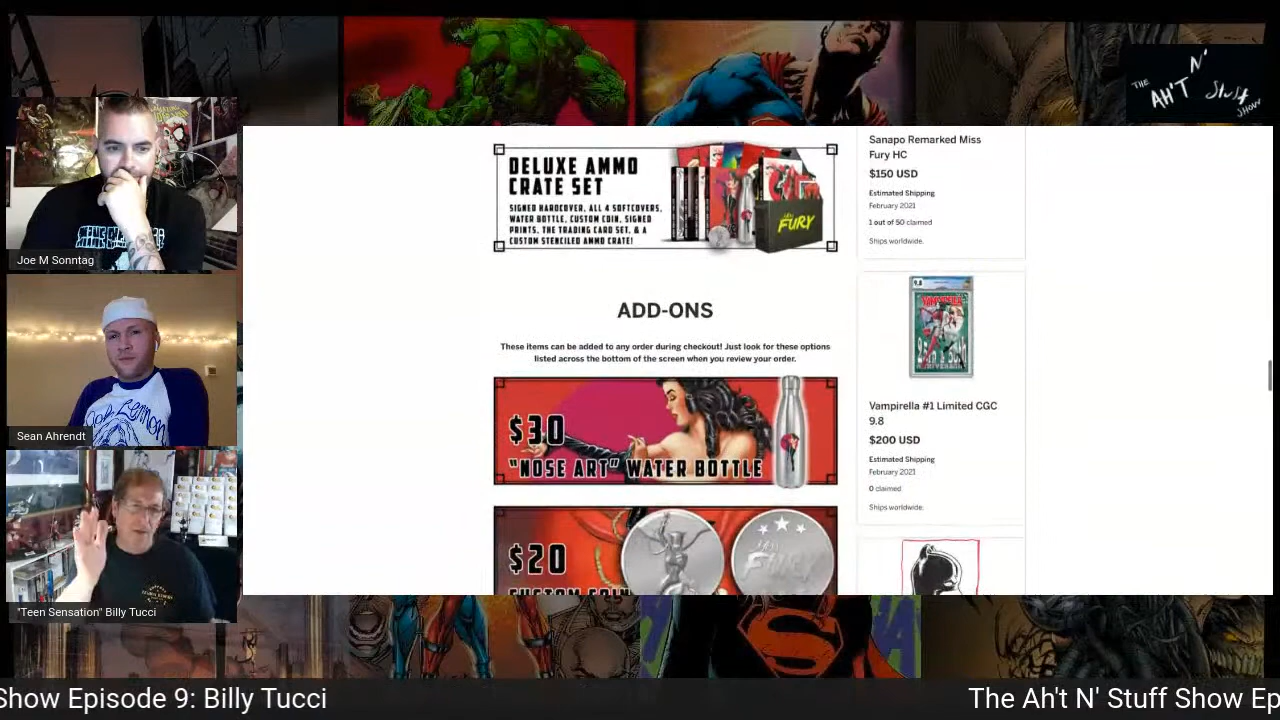 THE AH'T N' Stuff SHOW
Joe M Sonntag
Sean Ahrendt
"Teen Sensation" Billy Tucci
DELUXE AMMO
CRATE SET
SIGNED HARDCOVER, ALL 4 SOFTCOVERS,
WATER BOTTLE, CUSTOM COIN, SIGNED
PRINTS, THE TRADING CARD SET, & A
CUSTOM STENCILED AMMO CRATE!
FURY
ADD-ONS
These items can be added to any order during checkout! Just look for these options
listed across the bottom of the screen when you review your order.
$30
"NOSE ART" WATER BOTTLE
$20
CUSTOM COIN
FURY
Sanapo Remarked Miss
Fury HC
$150 USD
Estimated Shipping
February 2021
1 out of 50 claimed
Ships worldwide.
9.8
VAMPIRELLA
Vampirella #1 Limited CGC
9.8
$200 USD
Estimated Shipping
February 2021
0 claimed
Ships worldwide.
Show Episode 9: Billy Tucci
The Ah't N' Stuff Show Ep